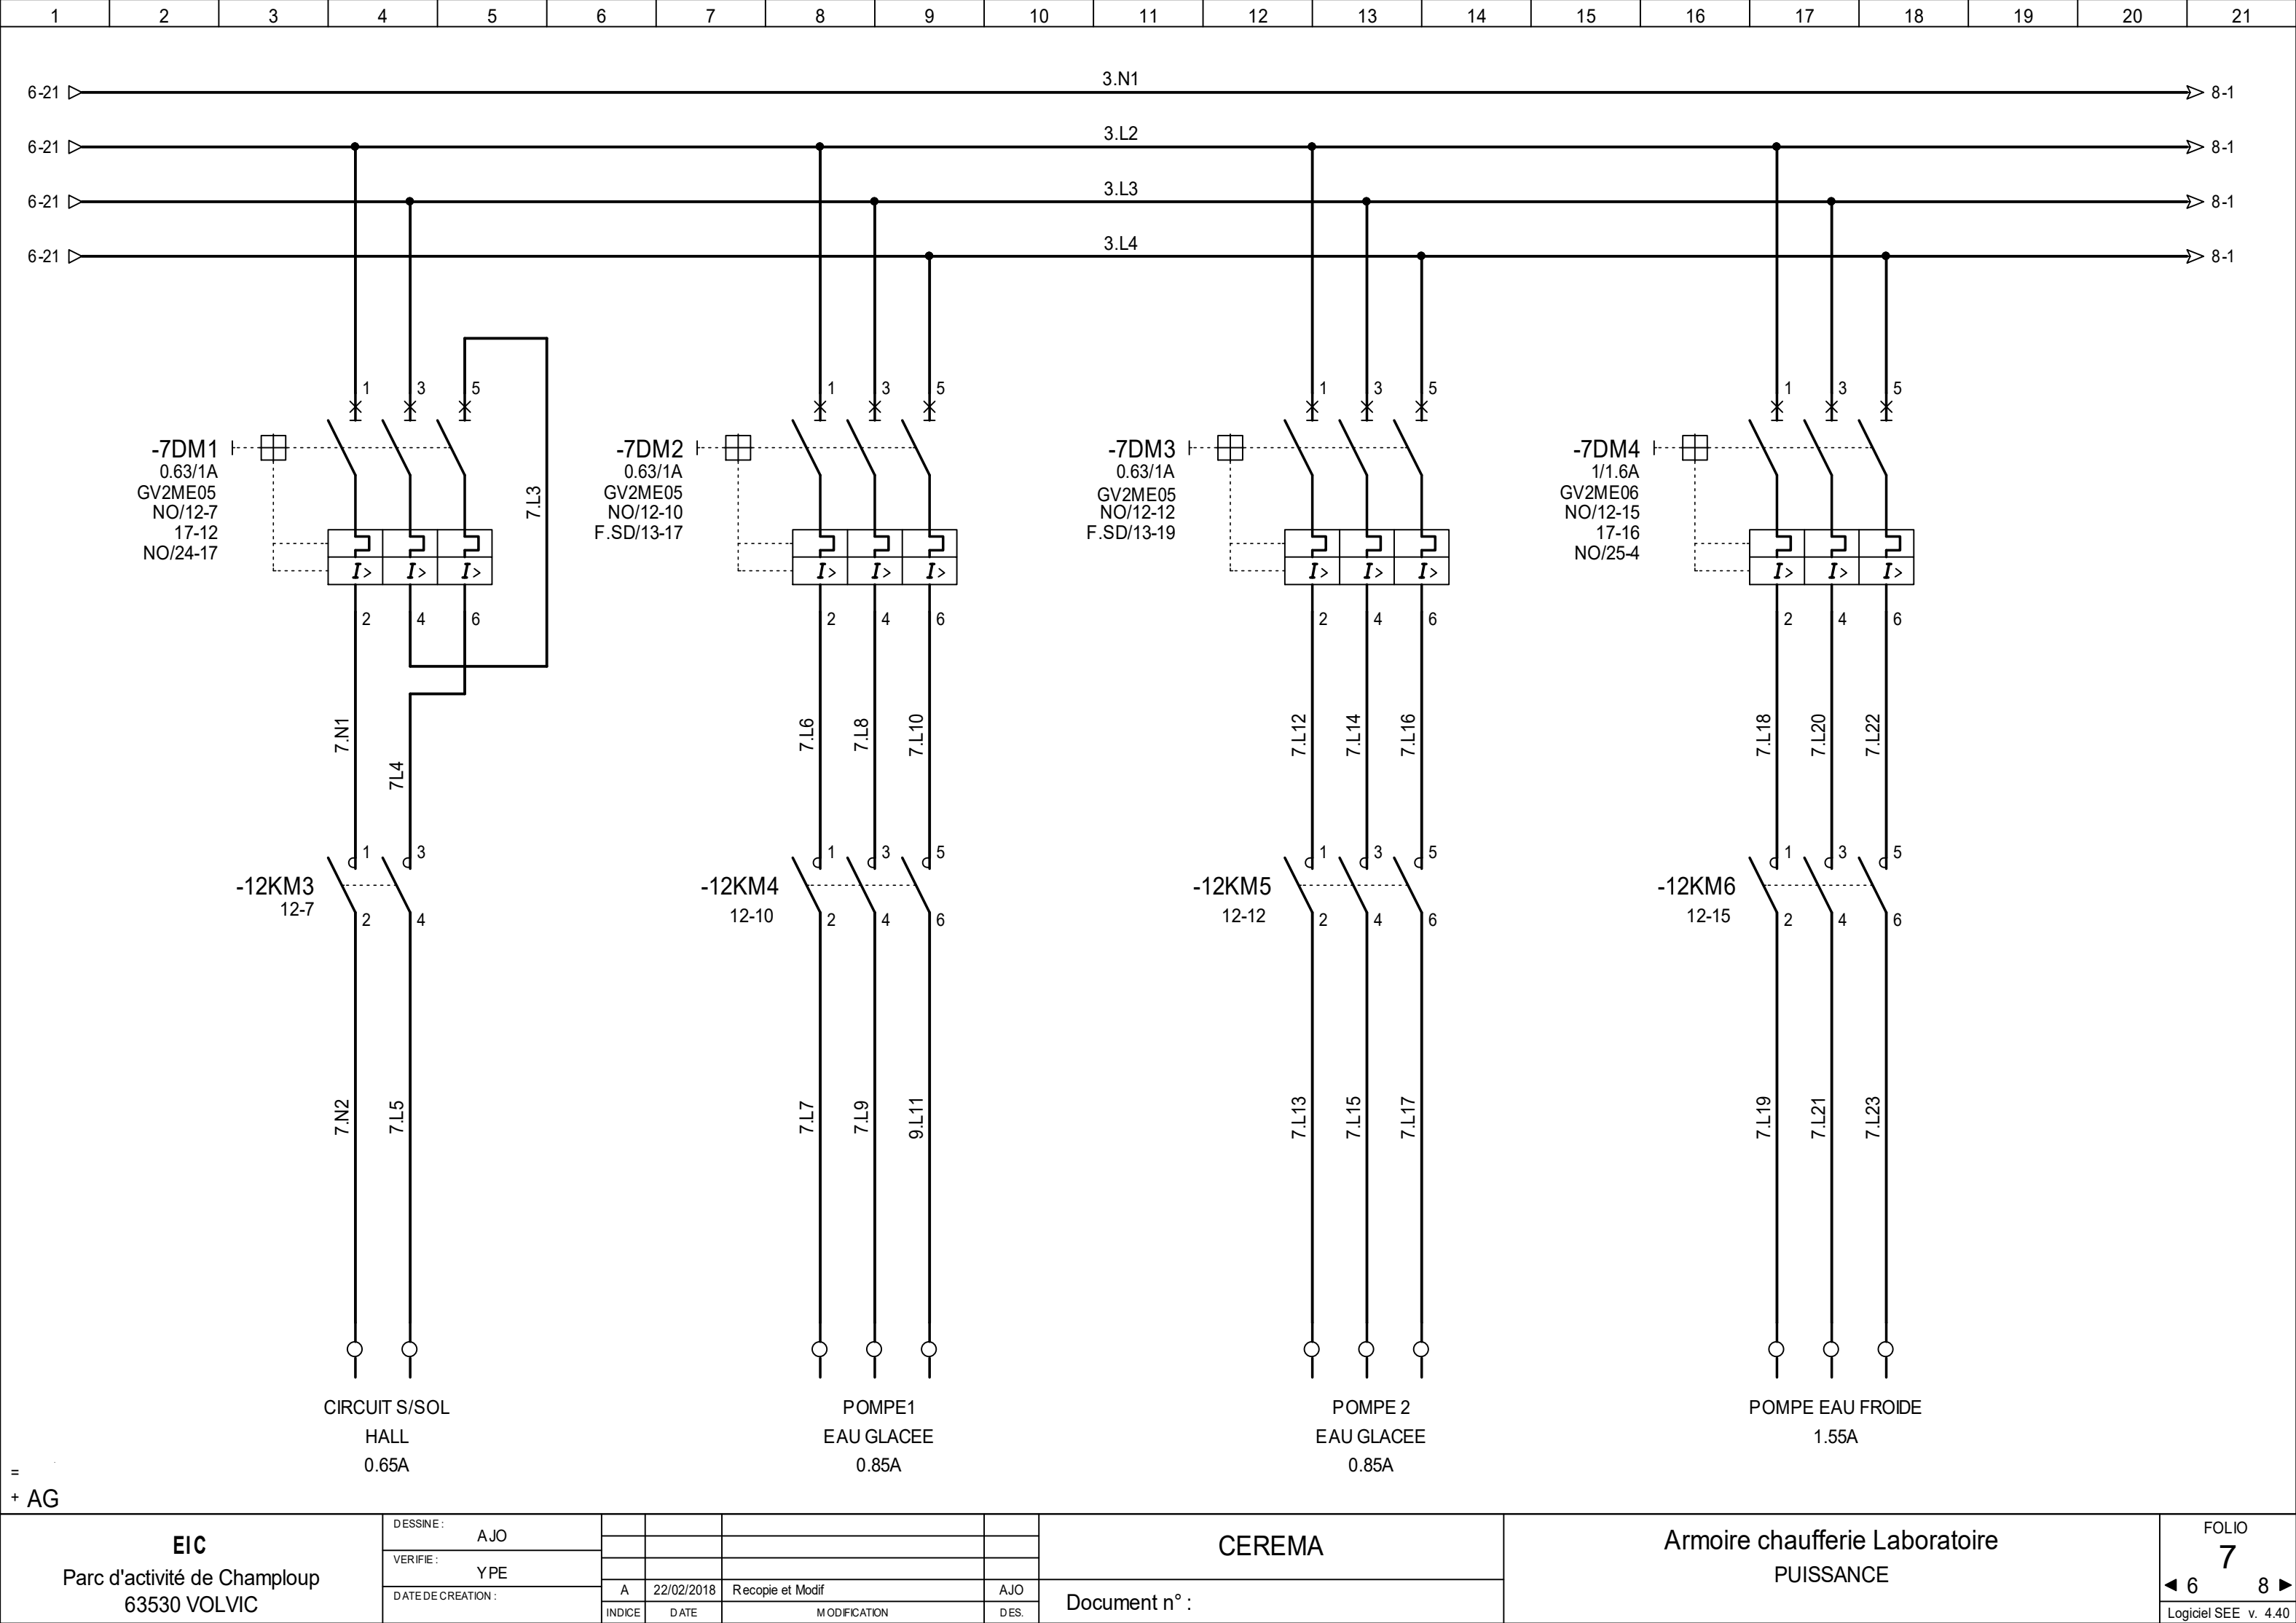 1 2 3 4 5 6 7 8 9 10 11 12 13 14 15 16 17 18 19 20 21
3.N1
6-21 8-1
3.L2
6-21 8-1
3.L3
6-21 8-1
3.L4
6-21 8-1
1 3 5 1 3 5 1 3 5 1 3 5
-7DM1
0.63/1A
GV2ME05
NO/12-7
17-12
NO/24-17
7.L3
-7DM2
0.63/1A
GV2ME05
NO/12-10
F.SD/13-17
-7DM3
0.63/1A
GV2ME05
NO/12-12
F.SD/13-19
-7DM4
1/1.6A
GV2ME06
NO/12-15
17-16
NO/25-4
I> I> I> I> I> I> I> I> I> I> I> I>
2 4 6 2 4 6 2 4 6 2 4 6
7.N1 7L4 7.L6 7.L8 7.L10 7.L12 7.L14 7.L16 7.L18 7.L20 7.L22
1 3 1 3 5 1 3 5 1 3 5
-12KM3
12-7
-12KM4
12-10
-12KM5
12-12
-12KM6
12-15
2 4 2 4 6 2 4 6 2 4 6
7.N2 7.L5 7.L7 7.L9 9.L11 7.L13 7.L15 7.L17 7.L19 7.L21 7.L23
CIRCUIT S/SOL
HALL
0.65A
POMPE1
EAU GLACEE
0.85A
POMPE 2
EAU GLACEE
0.85A
POMPE EAU FROIDE
1.55A
=
+ AG
EIC
Parc d'activité de Champloup
63530 VOLVIC
DESSINE :
AJO
VERIFIE :
YPE
DATE DE CREATION :
A 22/02/2018 Recopie et Modif AJO
INDICE DATE MODIFICATION DES.
CEREMA
Document n° :
Armoire chaufferie Laboratoire
PUISSANCE
FOLIO
7
6 8
Logiciel SEE v. 4.40